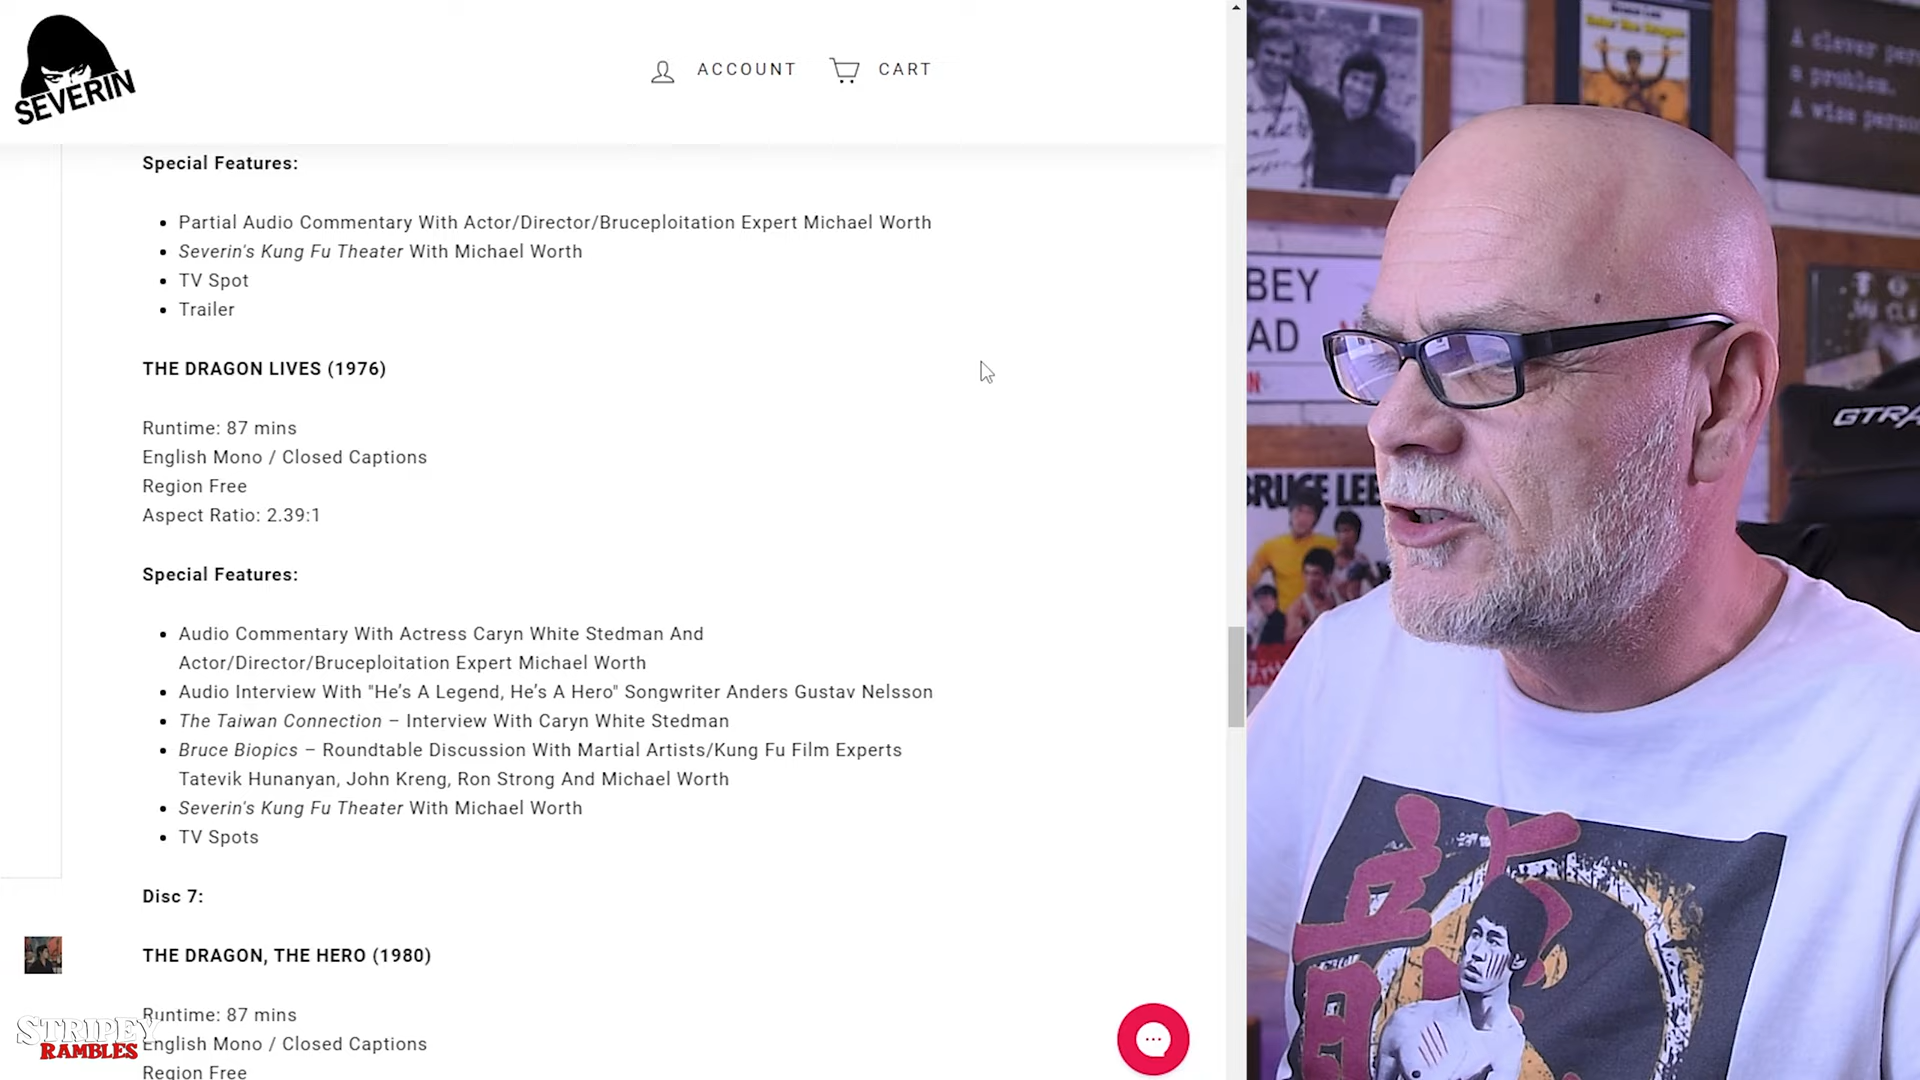 SEVERIN
ACCOUNT
CART
Special Features:
Partial Audio Commentary With Actor/Director/Bruceploitation Expert Michael Worth
Severin's Kung Fu Theater With Michael Worth
TV Spot
Trailer
THE DRAGON LIVES (1976)
Runtime: 87 mins
English Mono / Closed Captions
Region Free
Aspect Ratio: 2.39:1
Special Features:
Audio Commentary With Actress Caryn White Stedman And
Actor/Director/Bruceploitation Expert Michael Worth
Audio Interview With "He's A Legend, He's A Hero" Songwriter Anders Gustav Nelsson
The Taiwan Connection – Interview With Caryn White Stedman
Bruce Biopics – Roundtable Discussion With Martial Artists/Kung Fu Film Experts
Tatevik Hunanyan, John Kreng, Ron Strong And Michael Worth
Severin's Kung Fu Theater With Michael Worth
TV Spots
Disc 7:
THE DRAGON, THE HERO (1980)
Runtime: 87 mins
English Mono / Closed Captions
Region Free
STRIPEY
RAMBLES
A clever
a problem.
A wise
BEY
AD
BRUCE LEE
GTR
龍